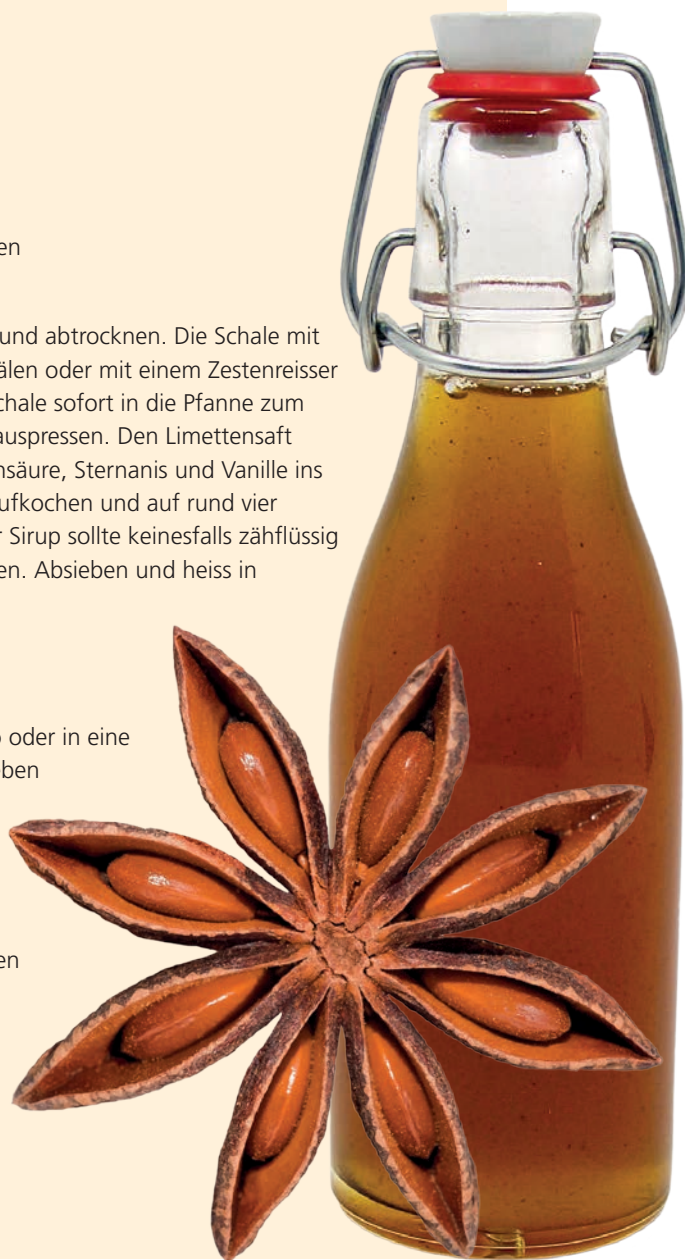 en
und abtrocknen. Die Schale mit
älen oder mit einem Zestenreisser
chale sofort in die Pfanne zum
auspressen. Den Limettensaft
nsäure, Sternanis und Vanille ins
ufkochen und auf rund vier
r Sirup sollte keinesfalls zähflüssig
en. Absieben und heiss in
oder in eine
eben
en